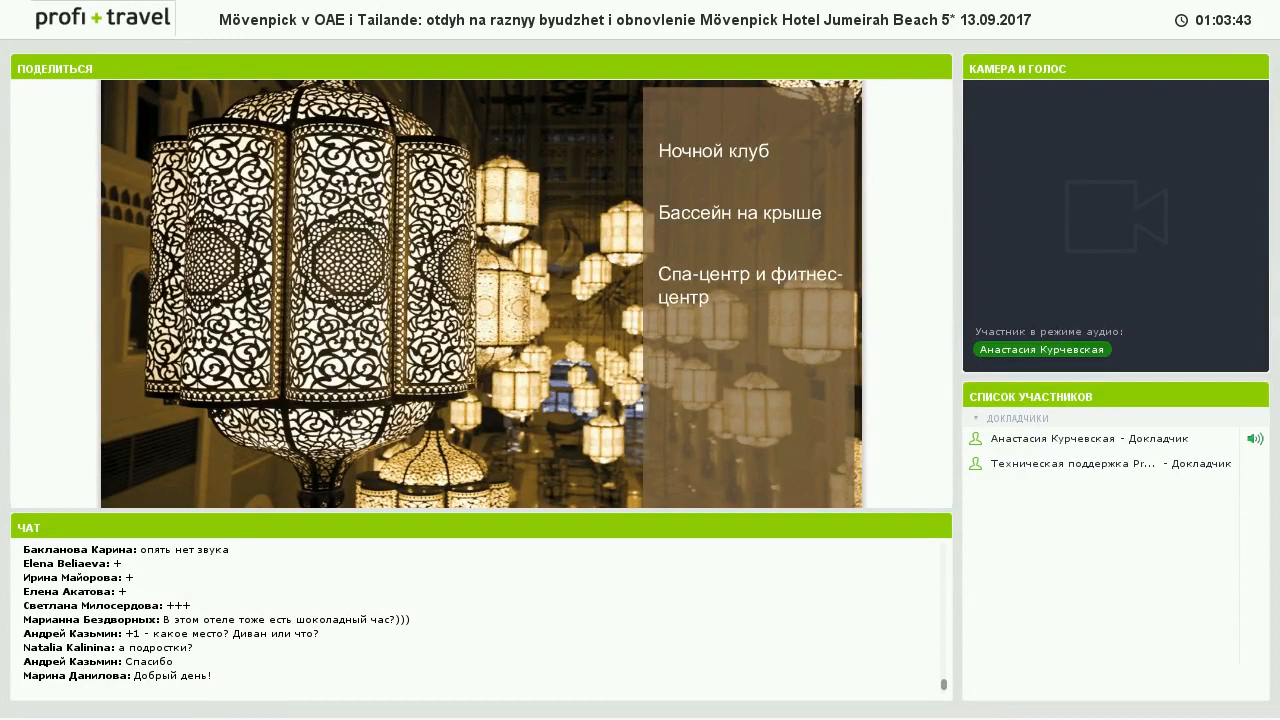 profi + travel
Mövenpick v OAE i Tailande: otdyh na raznyy byudzhet i obnovlenie Mövenpick Hotel Jumeirah Beach 5* 13.09.2017
01:03:43
ПОДЕЛИТЬСЯ
Ночной клуб
Бассейн на крыше
Спа-центр и фитнес-
центр
ЧАТ
Бакланова Карина: опять нет звука
Elena Beliaeva: +
Ирина Майорова: +
Елена Акатова: +
Светлана Милосердова: +++
Марианна Бездворных: В этом отеле тоже есть шоколадный час?)))
Андрей Казьмин: +1 - какое место? Диван или что?
Natalia Kalinina: а подростки?
Андрей Казьмин: Спасибо
Марина Данилова: Добрый день!
КАМЕРА И ГОЛОС
Участник в режиме аудио:
Анастасия Курчевская
СПИСОК УЧАСТНИКОВ
ДОКЛАДЧИКИ
Анастасия Курчевская - Докладчик
Техническая поддержка Pr... - Докладчик